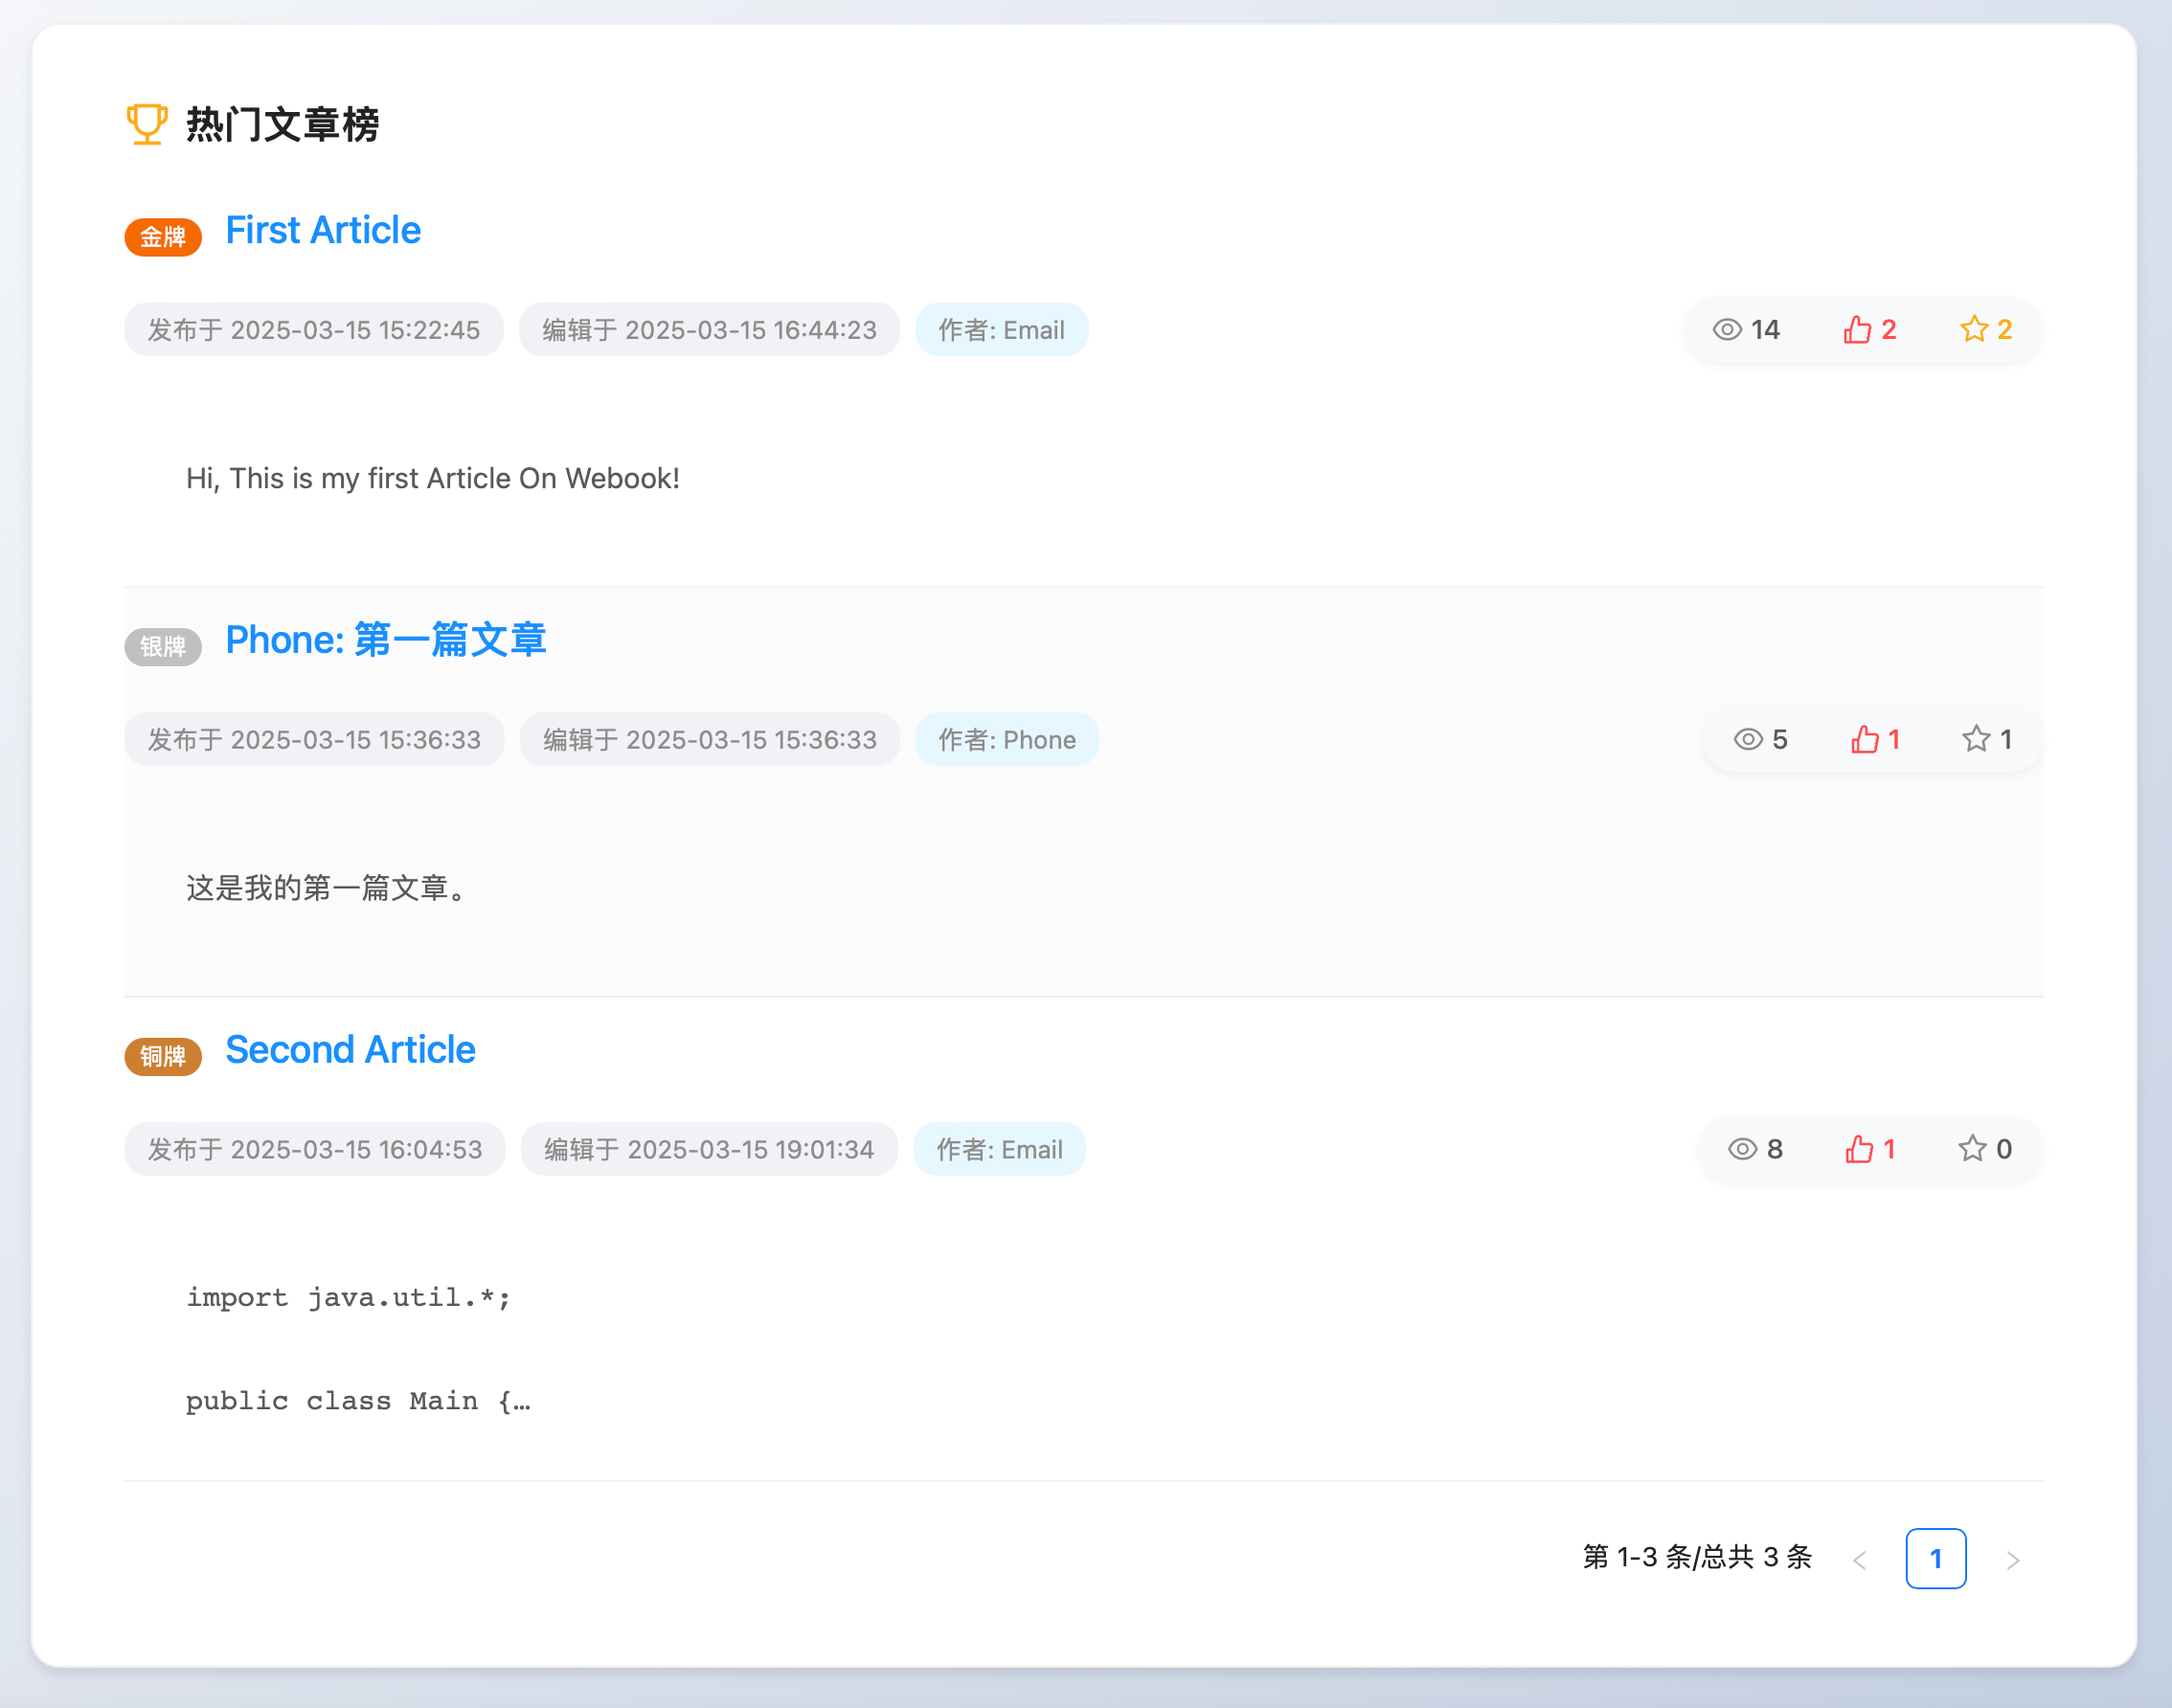 热门文章榜
金牌 First Article
发布于 2025-03-15 15:22:45 编辑于 2025-03-15 16:44:23 作者: Email 14 2 2
Hi, This is my first Article On Webook!
银牌 Phone: 第一篇文章
发布于 2025-03-15 15:36:33 编辑于 2025-03-15 15:36:33 作者: Phone 5 1 1
这是我的第一篇文章。
铜牌 Second Article
发布于 2025-03-15 16:04:53 编辑于 2025-03-15 19:01:34 作者: Email 8 1 0
import java.util.*;
public class Main {…
第 1-3 条/总共 3 条 < 1 >